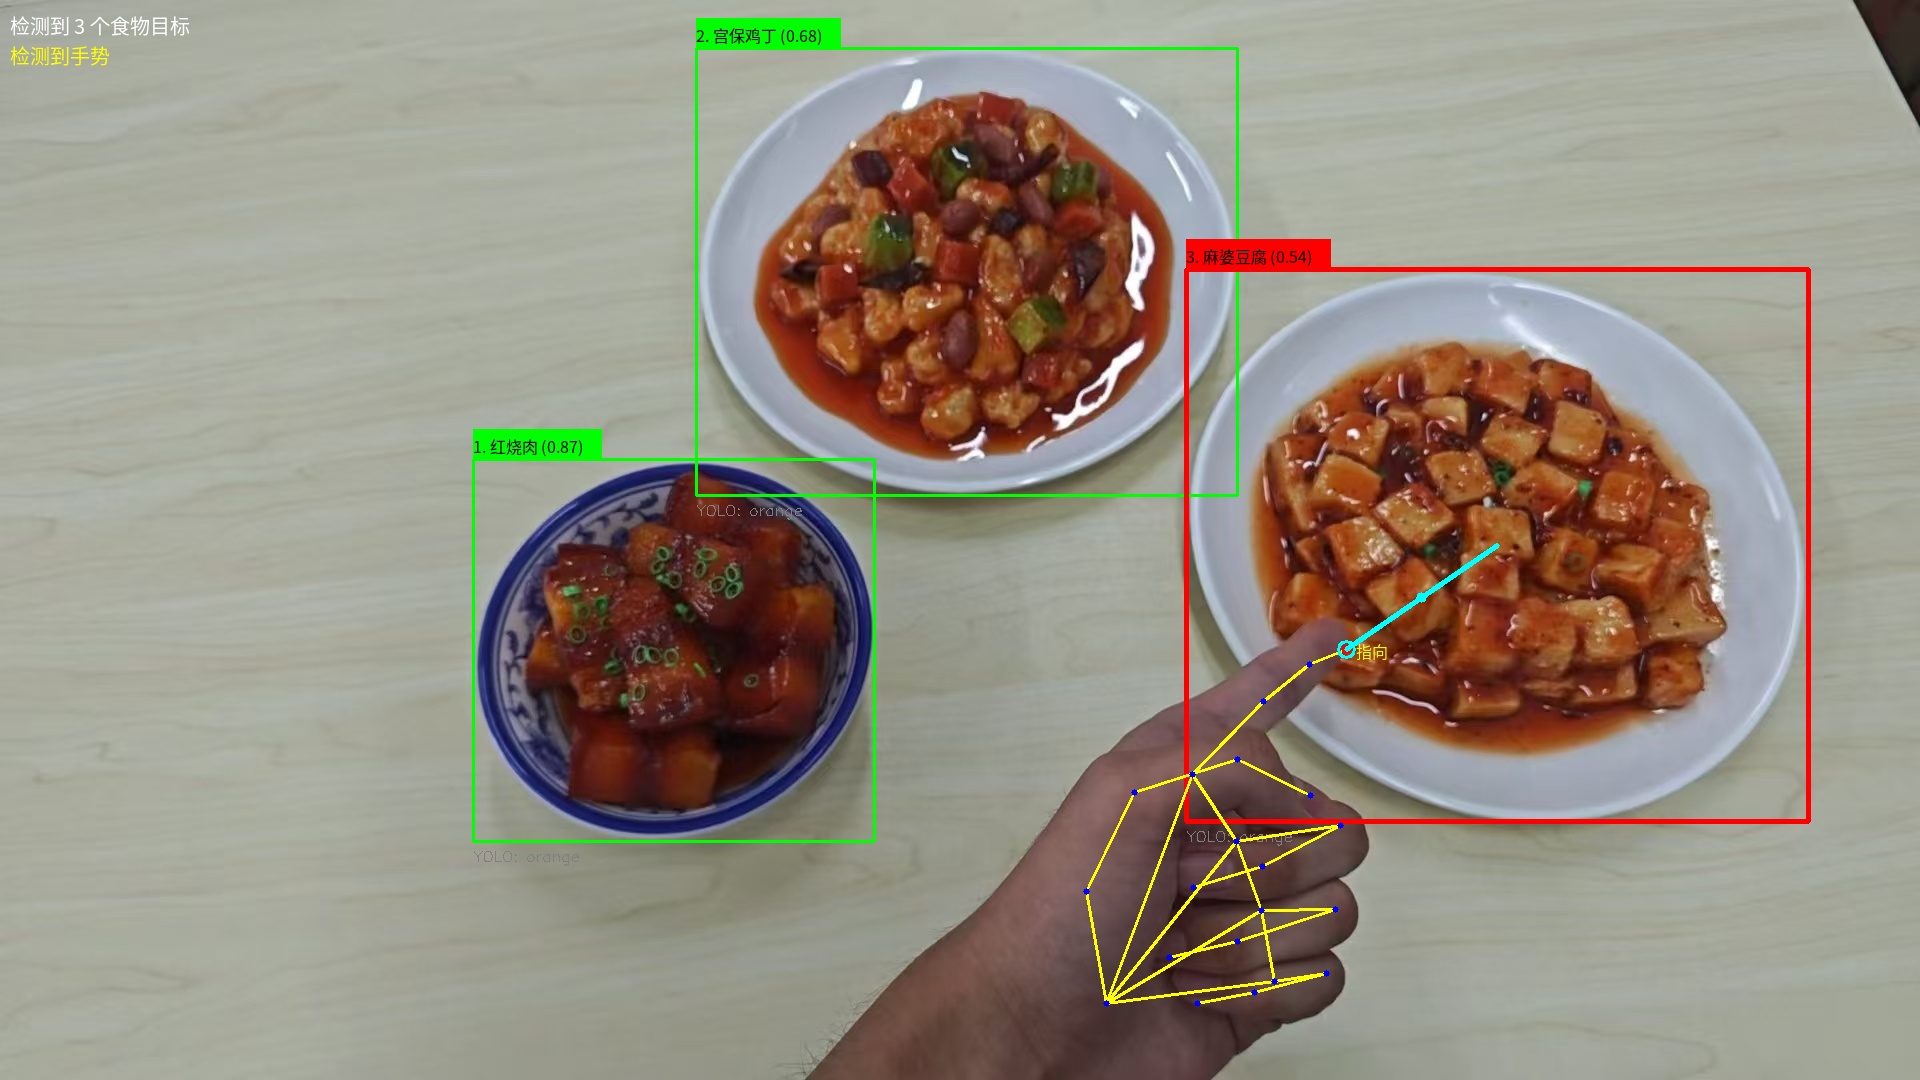 检测到 3 个食物目标
检测到手势
2. 宫保鸡丁 (0.68)
3. 麻婆豆腐 (0.54)
1. 红烧肉 (0.87)
YOLO: orange
指向
YOLO: orange
YOLO: orange